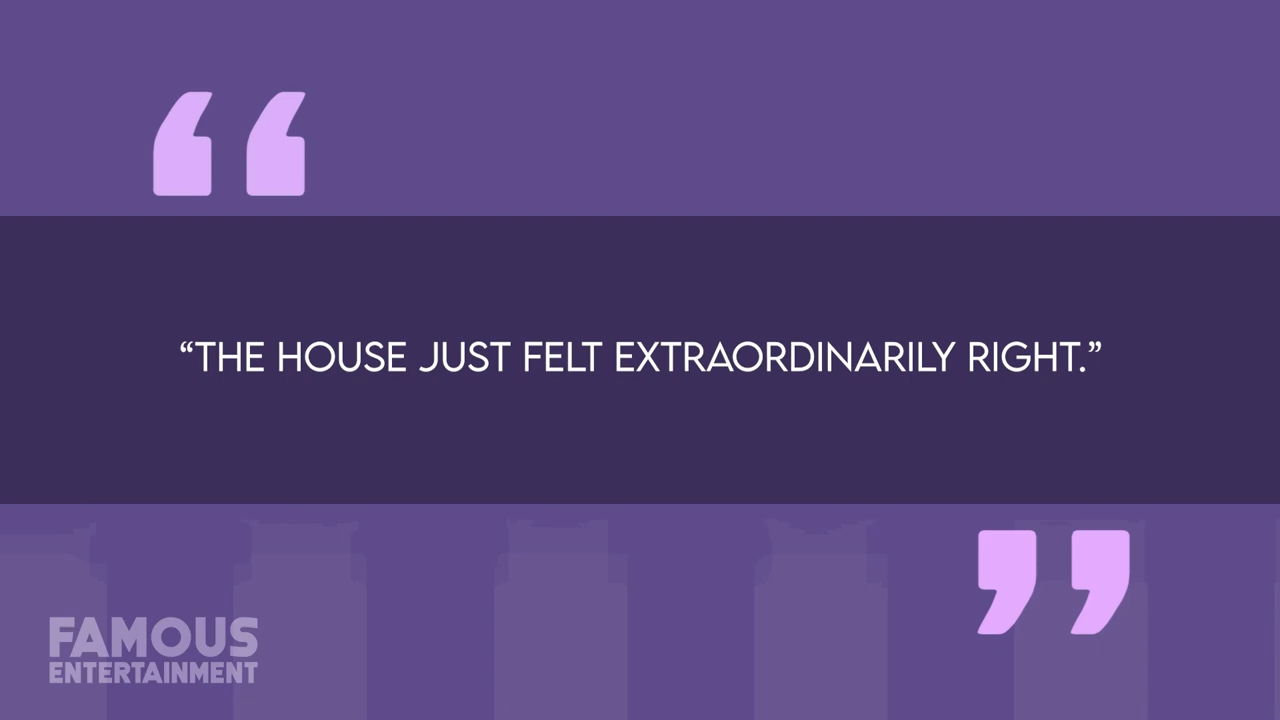 “THE HOUSE JUST FELT EXTRAORDINARILY RIGHT.”
FAMOUS
ENTERTAINMENT